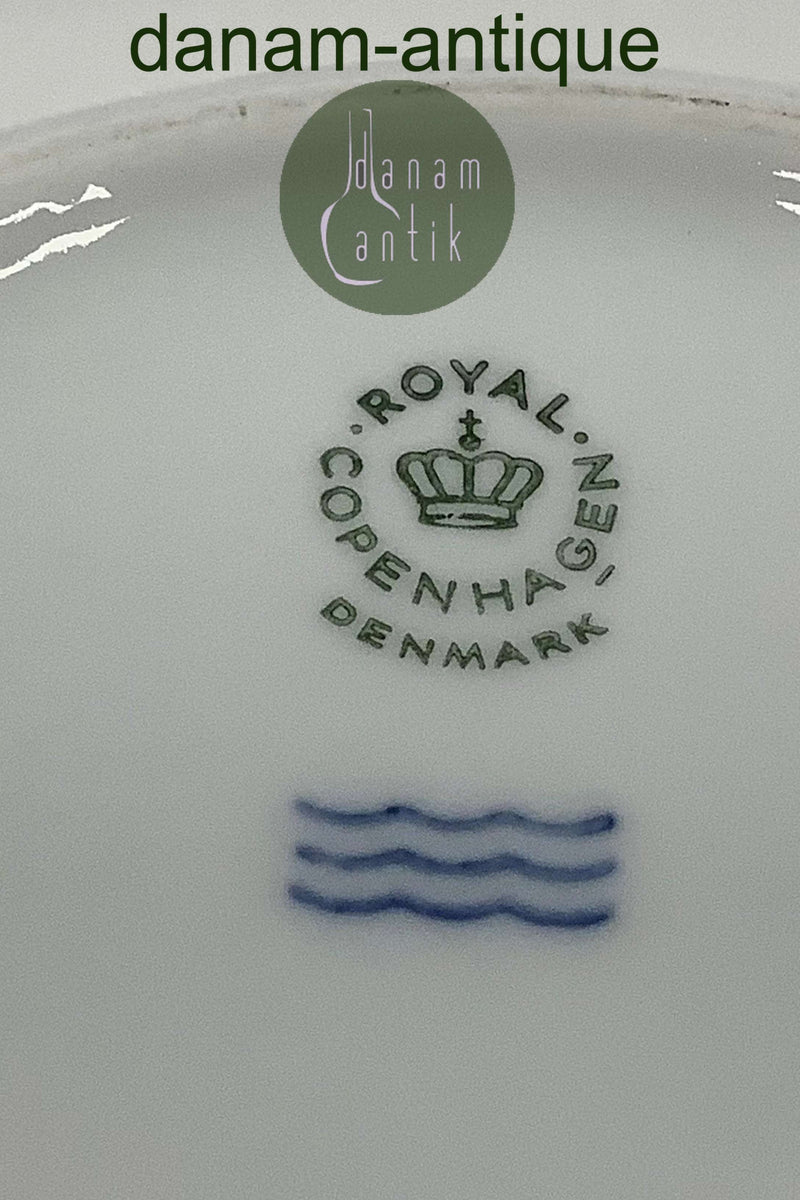 danam-antique
danam
antik
ROYAL
COPENHAGEN
DENMARK